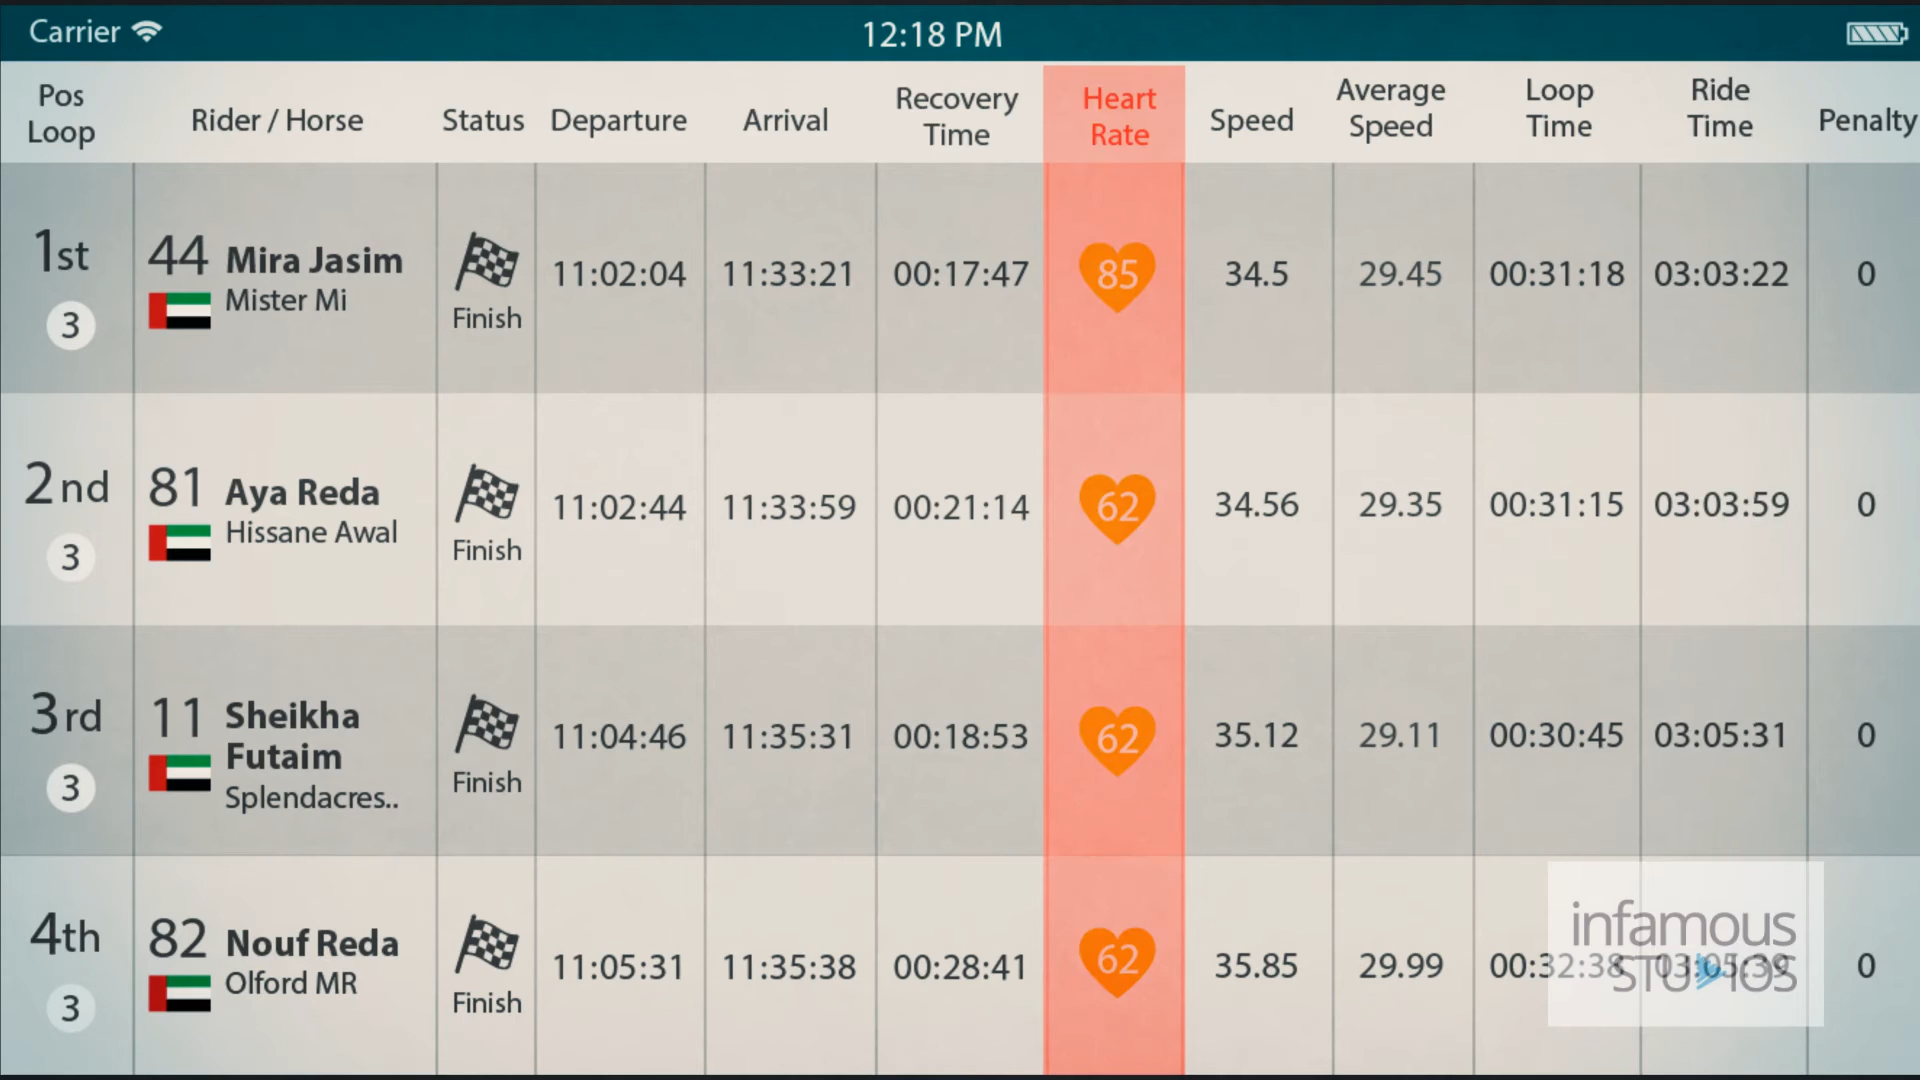 Carrier 12:18 PM
Pos Loop Rider / Horse Status Departure Arrival Recovery Time Heart Rate Speed Average Speed Loop Time Ride Time Penalty
1st 44 Mira Jasim 11:02:04 11:33:21 00:17:47 85 34.5 29.45 00:31:18 03:03:22 0
Mister Mi
3 Finish
2nd 81 Aya Reda 11:02:44 11:33:59 00:21:14 62 34.56 29.35 00:31:15 03:03:59 0
Hissane Awal
3 Finish
3rd 11 Sheikha 11:04:46 11:35:31 00:18:53 62 35.12 29.11 00:30:45 03:05:31 0
Futaim
3 Splendacres.. Finish
4th 82 Nouf Reda 11:05:31 11:35:38 00:28:41 62 35.85 29.99 00:32:38 03:05:39 0
Olford MR
3 Finish
infamous
STUDIOS